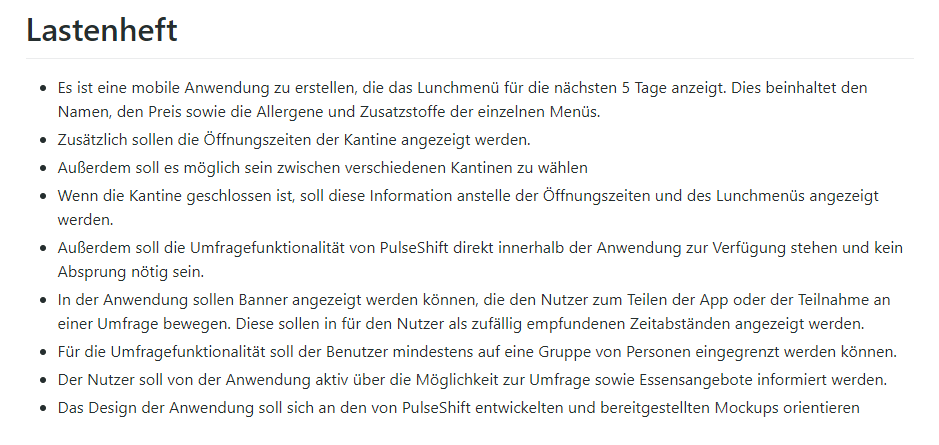 Lastenheft
• Es ist eine mobile Anwendung zu erstellen, die das Lunchmenü für die nächsten 5 Tage anzeigt. Dies beinhaltet den
Namen, den Preis sowie die Allergene und Zusatzstoffe der einzelnen Menüs.
• Zusätzlich sollen die Öffnungszeiten der Kantine angezeigt werden.
• Außerdem soll es möglich sein zwischen verschiedenen Kantinen zu wählen
• Wenn die Kantine geschlossen ist, soll diese Information anstelle der Öffnungszeiten und des Lunchmenüs angezeigt
werden.
• Außerdem soll die Umfragefunktionalität von PulseShift direkt innerhalb der Anwendung zur Verfügung stehen und kein
Absprung nötig sein.
• In der Anwendung sollen Banner angezeigt werden können, die den Nutzer zum Teilen der App oder der Teilnahme an
einer Umfrage bewegen. Diese sollen in für den Nutzer als zufällig empfundenen Zeitabständen angezeigt werden.
• Für die Umfragefunktionalität soll der Benutzer mindestens auf eine Gruppe von Personen eingegrenzt werden können.
• Der Nutzer soll von der Anwendung aktiv über die Möglichkeit zur Umfrage sowie Essensangebote informiert werden.
• Das Design der Anwendung soll sich an den von PulseShift entwickelten und bereitgestellten Mockups orientieren